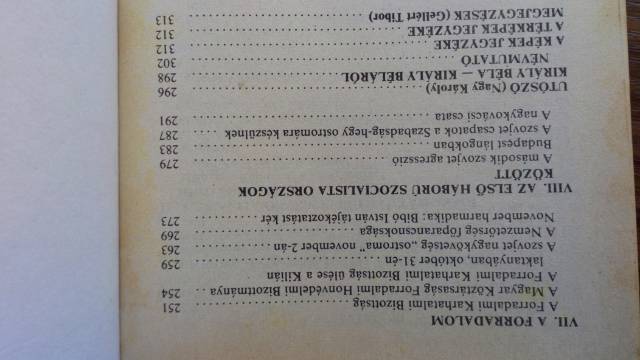 VII. A FORRADALOM
A Forradalmi Karhatalmi Bizottság . . . . . . . . . . . . . . . 251
A Magyar Köztársaság Forradalmi Honvédelmi Bizottmánya . . 254
A Forradalmi Karhatalmi Bizottság ülése a Kilián
laktanyában, október 31-én . . . . . . . . . . . . . . . . . . 259
A szovjet nagykövetség „ostroma" november 2-án . . . . . . . 263
A Nemzetőrség főparancsnoksága . . . . . . . . . . . . . . . 269
November harmadika: Bibó István tájékoztatást kér . . . . . . 273
VIII. AZ ELSŐ HÁBORÚ SZOCIALISTA ORSZÁGOK
KÖZÖTT
A második szovjet agresszió . . . . . . . . . . . . . . . . . . 279
Budapest lángokban . . . . . . . . . . . . . . . . . . . . . . 283
A szovjet csapatok a Szabadság-hegy ostromára készülnek . . . 287
A nagykovácsi csata . . . . . . . . . . . . . . . . . . . . . . 291
UTÓSZÓ (Nagy Károly) . . . . . . . . . . . . . . . . . . . . 296
KIRÁLY BÉLA — KIRÁLY BÉLÁRÓL . . . . . . . . . . . . . . 298
NÉVMUTATÓ . . . . . . . . . . . . . . . . . . . . . . . . . . 302
A KÉPEK JEGYZÉKE . . . . . . . . . . . . . . . . . . . . . . 312
A TÉRKÉPEK JEGYZÉKE . . . . . . . . . . . . . . . . . . . . 312
MEGJEGYZÉSEK (Gellért Tibor) . . . . . . . . . . . . . . . . 313